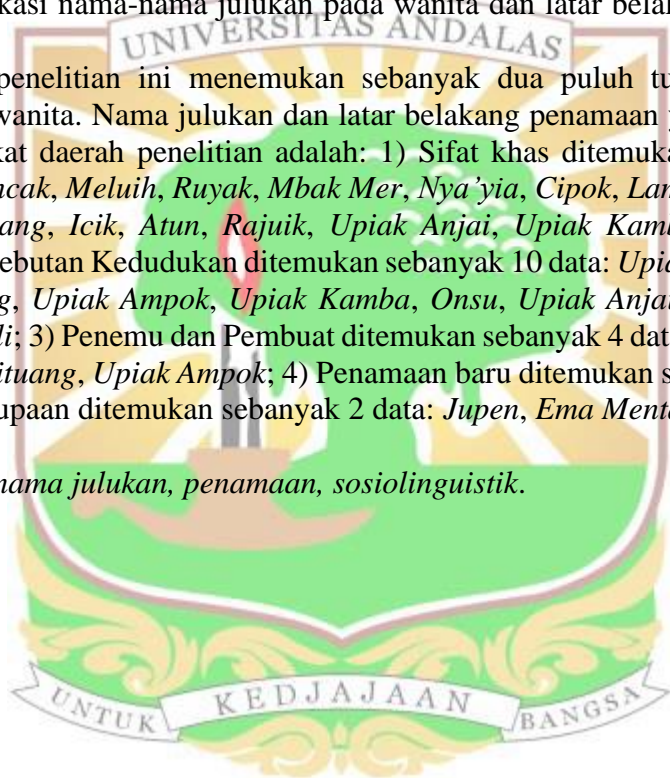 kasi nama-nama julukan pada wanita dan latar belak
UNIVERSITAS ANDALAS
penelitian ini menemukan sebanyak dua puluh tu
wanita. Nama julukan dan latar belakang penamaan
kat daerah penelitian adalah: 1) Sifat khas ditemuka
ncak, Meluih, Ruyak, Mbak Mer, Nya’yia, Cipok, Lan
ang, Icik, Atun, Rajuik, Upiak Anjai, Upiak Kamb
ebutan Kedudukan ditemukan sebanyak 10 data: Upia
g, Upiak Ampok, Upiak Kamba, Onsu, Upiak Anjai
li; 3) Penemu dan Pembuat ditemukan sebanyak 4 dat
ituang, Upiak Ampok; 4) Penamaan baru ditemukan s
upaan ditemukan sebanyak 2 data: Jupen, Ema Menta
nama julukan, penamaan, sosiolinguistik.
UNTUK KEDJAJAAN BANGSA